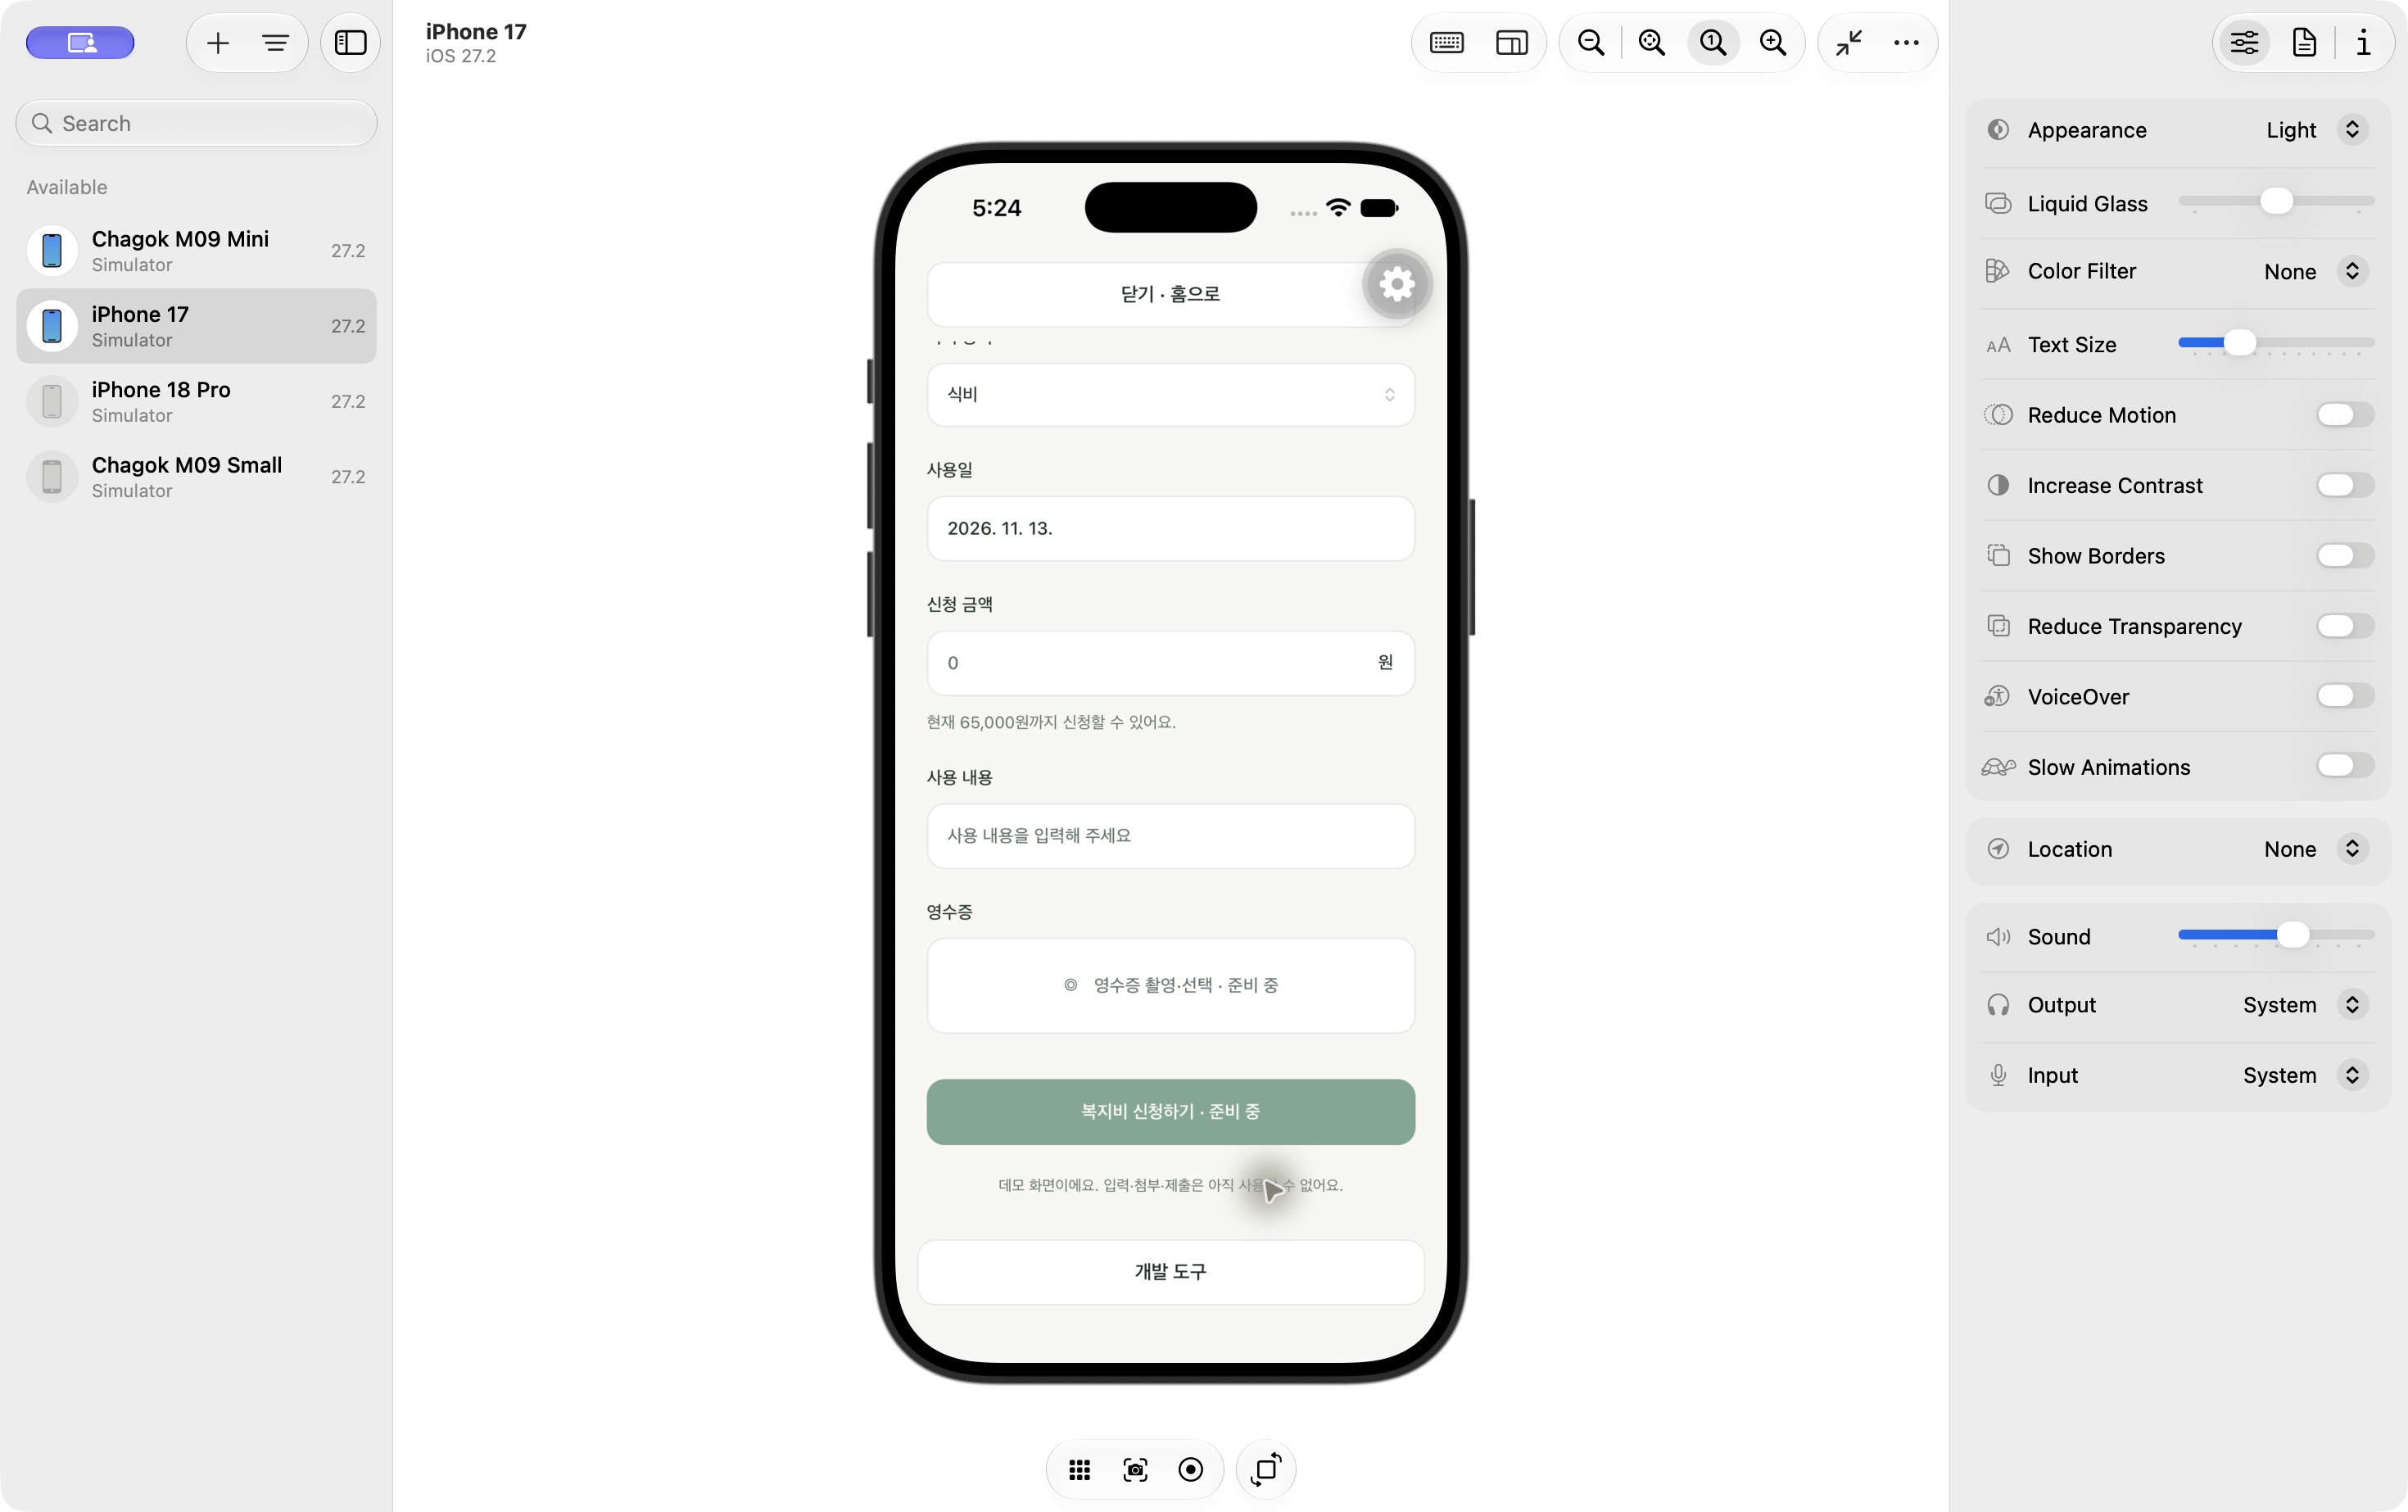 Search
Available
Chagok M09 Mini
Simulator
27.2
iPhone 17
Simulator
27.2
iPhone 18 Pro
Simulator
27.2
Chagok M09 Small
Simulator
27.2
iPhone 17
iOS 27.2
5:24
닫기 · 홈으로
식비
사용일
2026. 11. 13.
신청 금액
0 원
현재 65,000원까지 신청할 수 있어요.
사용 내용
사용 내용을 입력해 주세요
영수증
영수증 촬영·선택 · 준비 중
복지비 신청하기 · 준비 중
데모 화면이에요. 입력·첨부·제출은 아직 수 없어요.
개발 도구
Appearance Light
Liquid Glass
Color Filter None
AA Text Size
Reduce Motion
Increase Contrast
Show Borders
Reduce Transparency
VoiceOver
Slow Animations
Location None
Sound
Output System
Input System